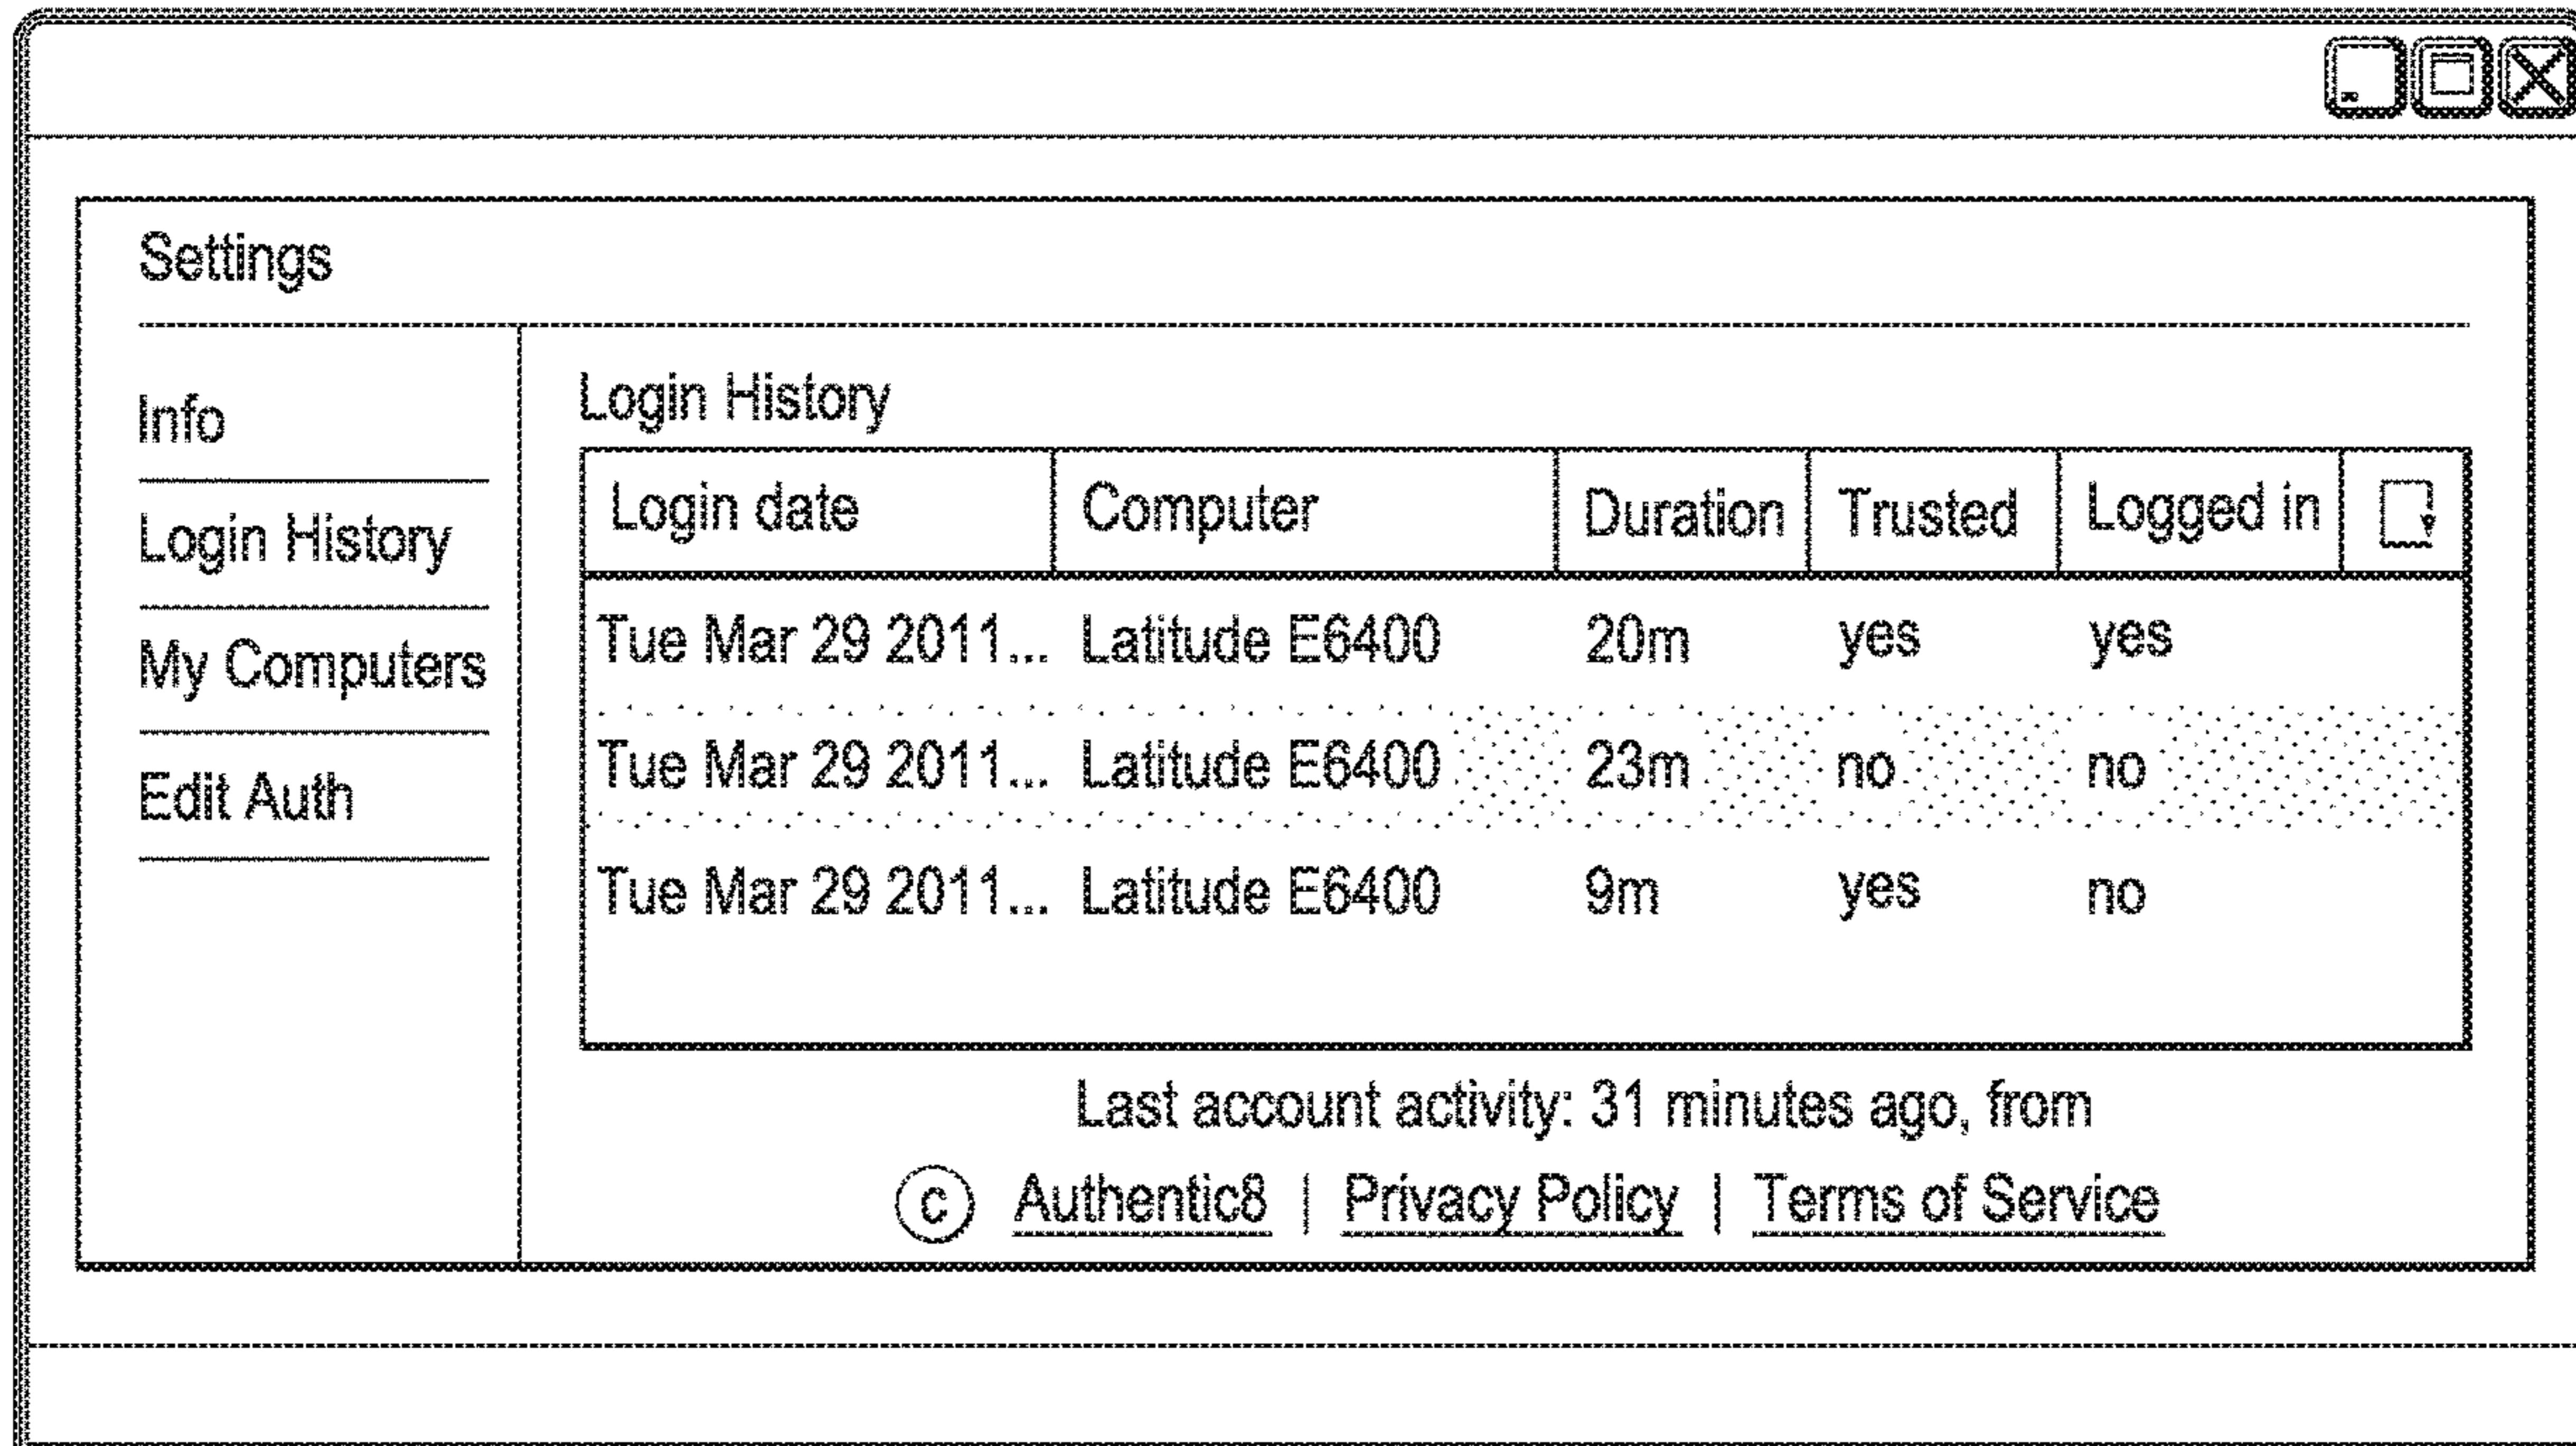 Settings
Info
Login History
My Computers
Edit Auth
Login History
Login date Computer Duration Trusted Logged in
Tue Mar 29 2011... Latitude E6400 20m yes yes
Tue Mar 29 2011... Latitude E6400 23m no no
Tue Mar 29 2011... Latitude E6400 9m yes no
Last account activity: 31 minutes ago, from
© Authentic8 | Privacy Policy | Terms of Service